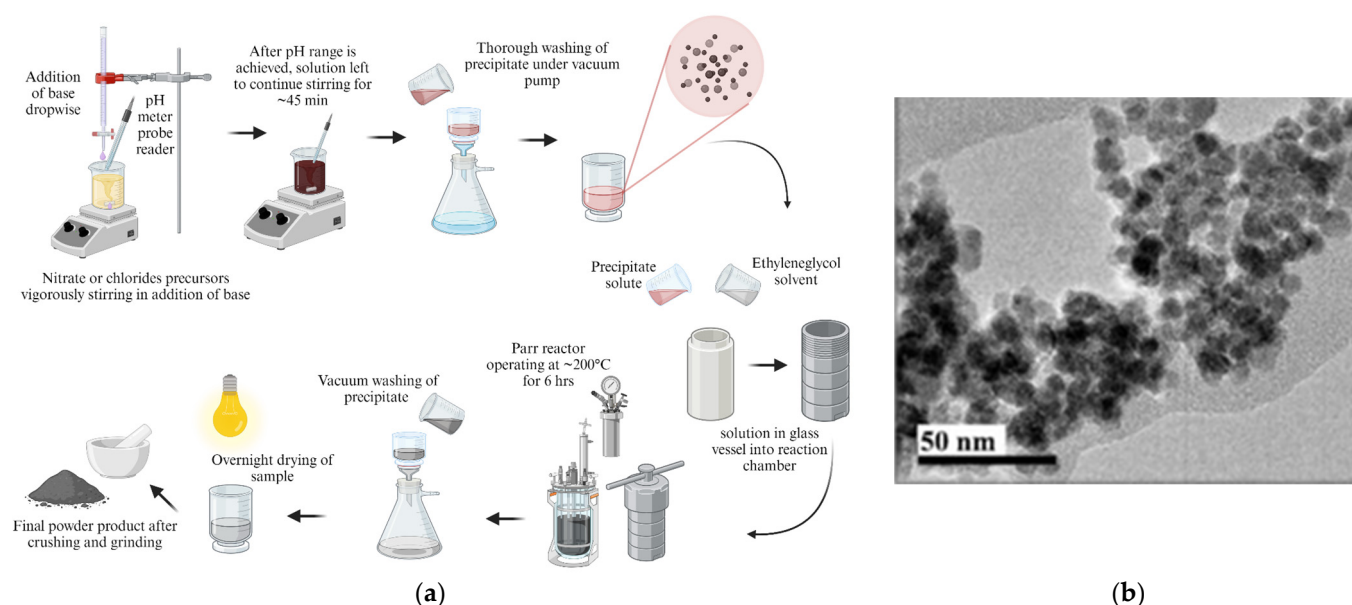 Addition
of base
dropwise
pH
meter
probe
reader
Nitrate or chlorides precursors
vigorously stirring in addition of base
After pH range is
achieved, solution left
to continue stirring for
~45 min
Thorough washing of
precipitate under vacuum
pump
Precipitate
solute
Ethyleneglycol
solvent
solution in glass
vessel into reaction
chamber
Parr reactor
operating at ~200°C
for 6 hrs
Vacuum washing of
precipitate
Overnight drying of
sample
Final powder product after
crushing and grinding
(a)
50 nm
(b)